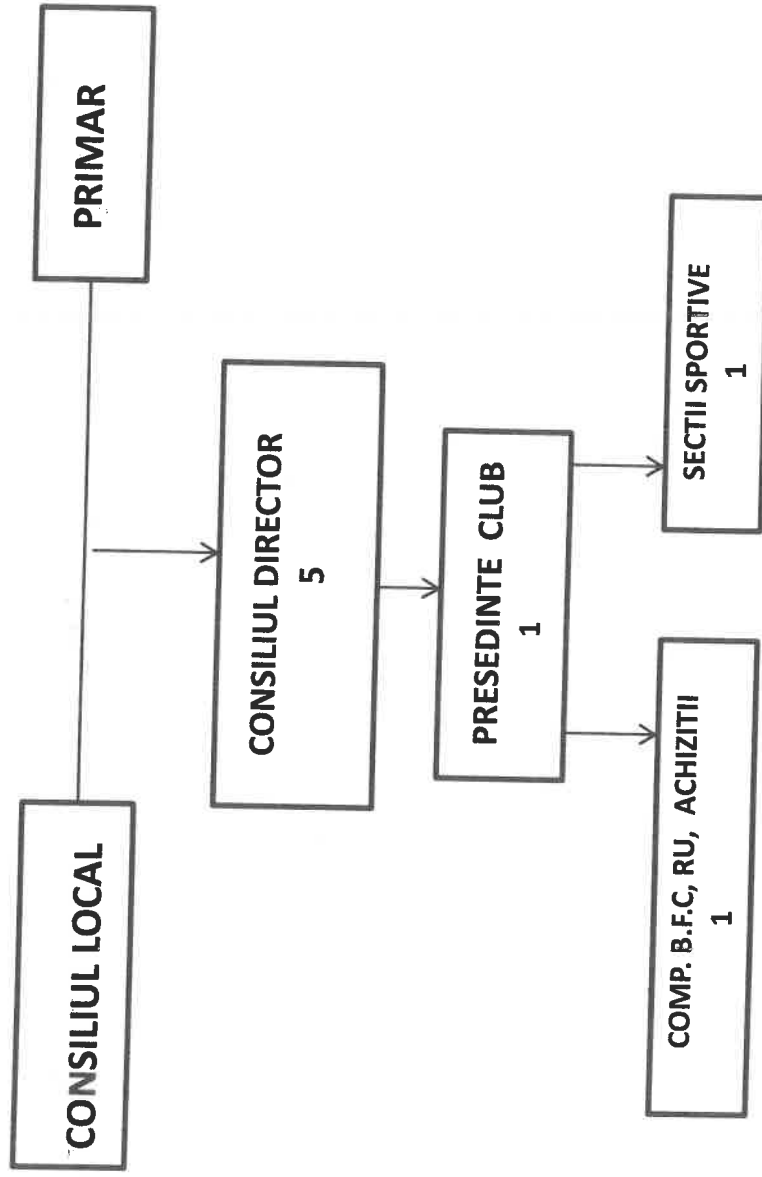 CONSILIUL LOCAL
PRIMAR
CONSILIUL DIRECTOR
5
PRESEDINTE CLUB
1
COMP. B.F.C, RU, ACHIZITII
1
SECTII SPORTIVE
1